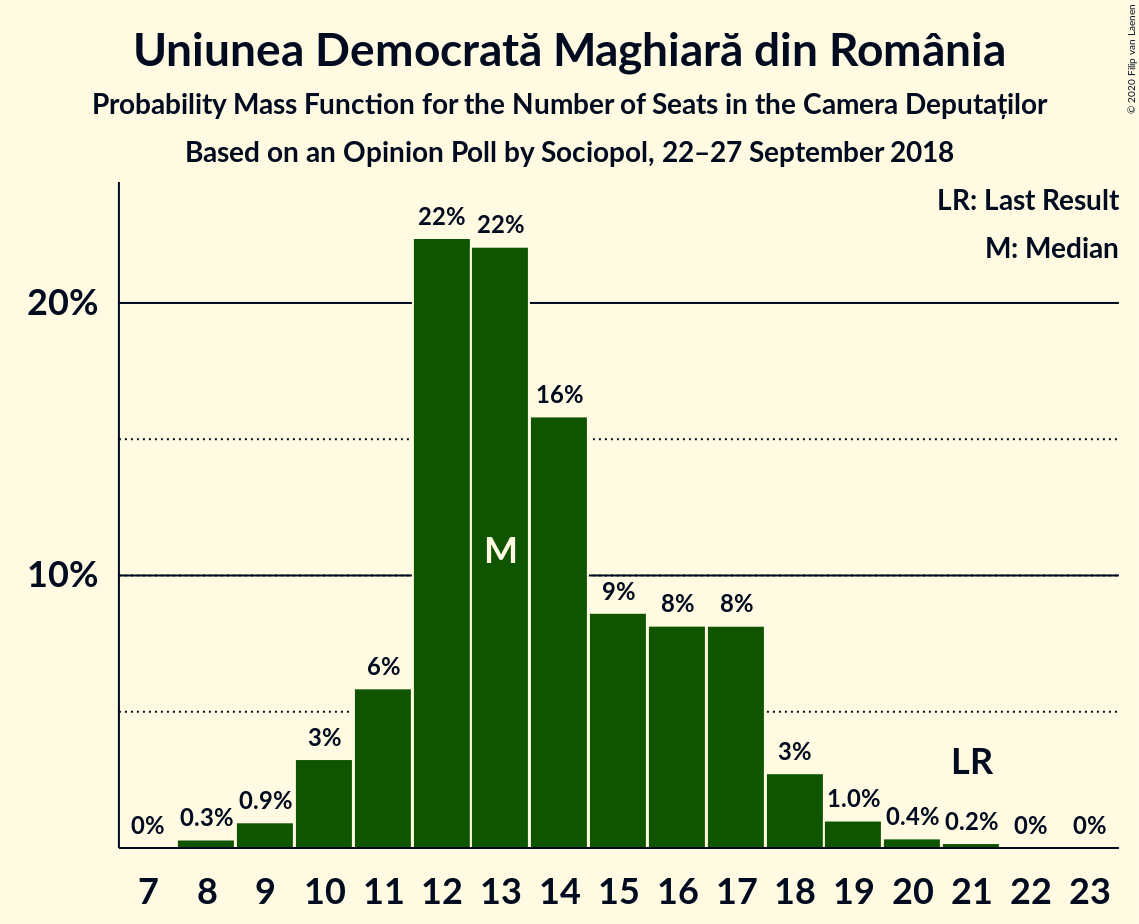 Uniunea Democrată Maghiară din România
Probability Mass Function for the Number of Seats in the Camera Deputaților
Based on an Opinion Poll by Sociopol, 22–27 September 2018
© 2020 Filip van Laenen
LR: Last Result
M: Median
20%
10%
0%
0.3%
0.9%
3%
6%
22%
22%
16%
9%
8%
8%
3%
1.0%
0.4%
0.2%
0%
0%
M
LR
7 8 9 10 11 12 13 14 15 16 17 18 19 20 21 22 23